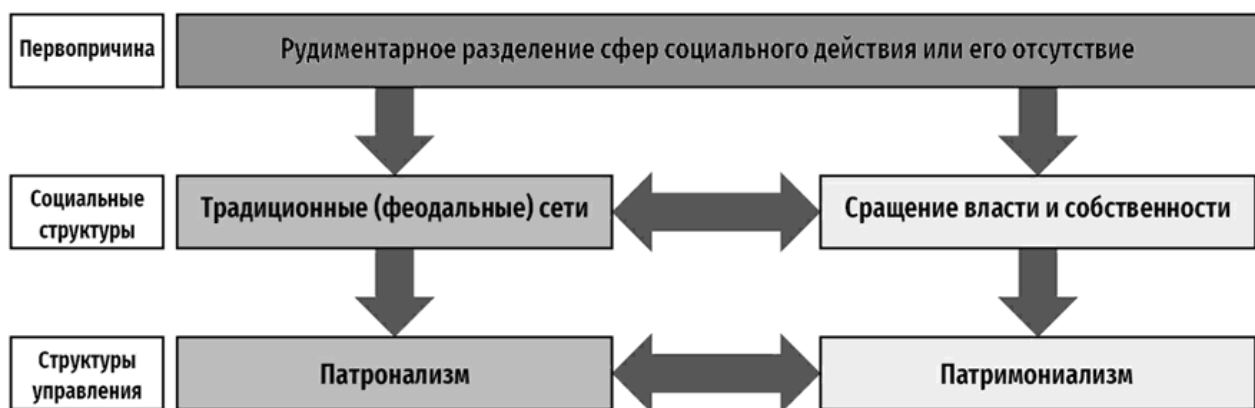 Первопричина
Рудиментарное разделение сфер социального действия или его отсутствие
Социальные
структуры
Традиционные (феодальные) сети
Сращение власти и собственности
Структуры
управления
Патронализм
Патримониализм